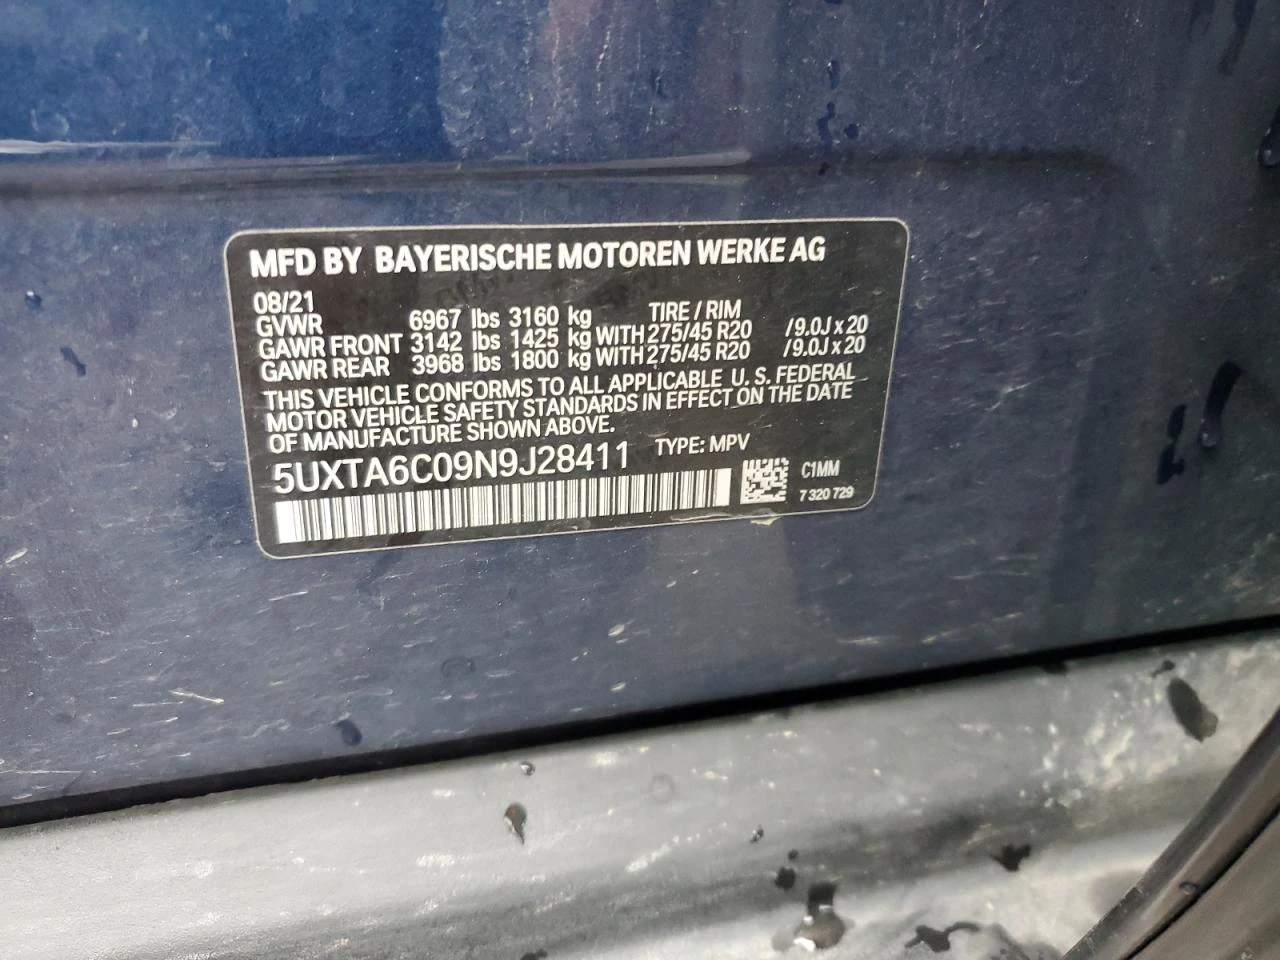 MFD BY BAYERISCHE MOTOREN WERKE AG
08/21 TIRE / RIM
GVWR 6967 lbs 3160 kg
GAWR FRONT 3142 lbs 1425 kg WITH 275/45 R20 /9.0J x 20
GAWR REAR 3968 lbs 1800 kg WITH 275/45 R20 /9.0J x 20
THIS VEHICLE CONFORMS TO ALL APPLICABLE U. S. FEDERAL
MOTOR VEHICLE SAFETY STANDARDS IN EFFECT ON THE DATE
OF MANUFACTURE SHOWN ABOVE.
5UXTA6C09N9J28411 TYPE: MPV
C1MM
7 320 729